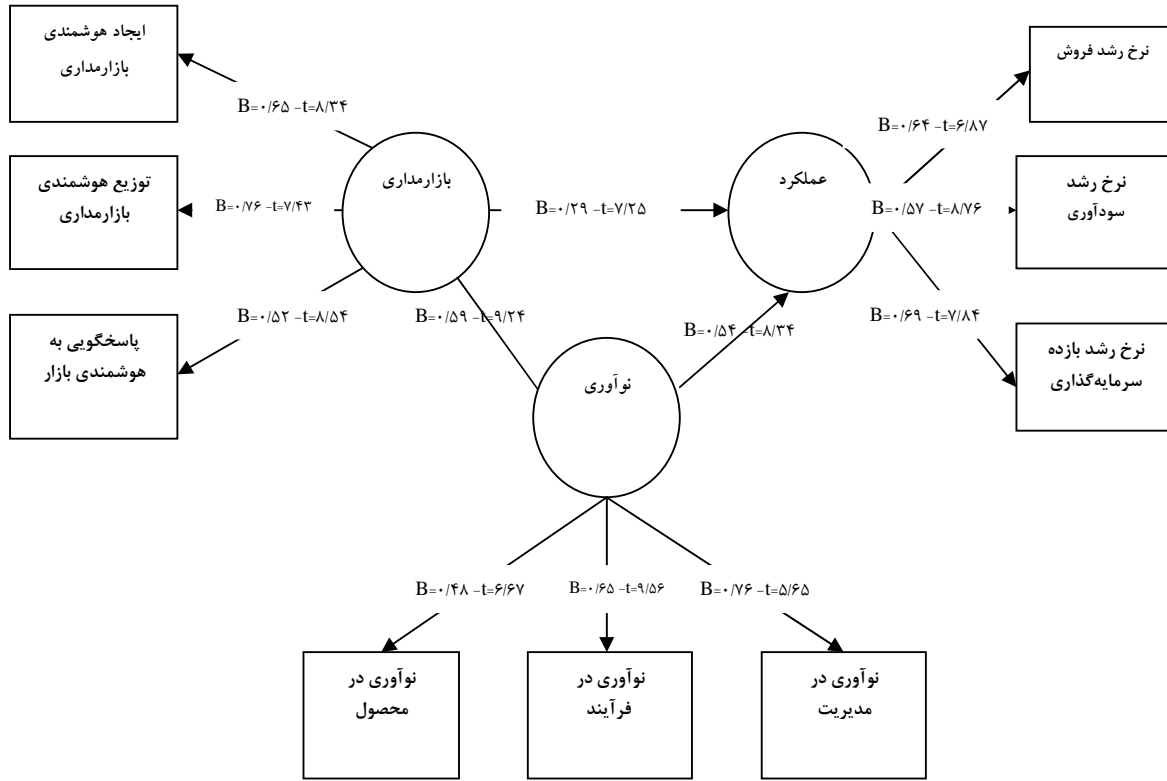 ایجاد هوشمندی
بازارمداری
نرخ رشد فروش
B=۰/۶۵ –t=۸/۳۴
B=۰/۶۴ –t=۶/۸۷
توزیع هوشمندی
بازارمداری
بازارمداری
عملکرد
نرخ رشد
سودآوری
B=۰/۷۶ –t=۷/۴۳
B=۰/۲۹ –t=۷/۲۵
B=۰/۵۷ –t=۸/۷۶
پاسخگویی به
هوشمندی بازار
B=۰/۵۲ –t=۸/۵۴
B=۰/۵۹ –t=۹/۲۴
B=۰/۵۴ –t=۸/۳۴
B=۰/۶۹ –t=۷/۸۴
نرخ رشد بازده
سرمایه‌گذاری
نوآوری
B=۰/۴۸ –t=۶/۶۷
B=۰/۶۵ –t=۹/۵۶
B=۰/۷۶ –t=۵/۶۵
نوآوری در
محصول
نوآوری در
فرآیند
نوآوری در
مدیریت